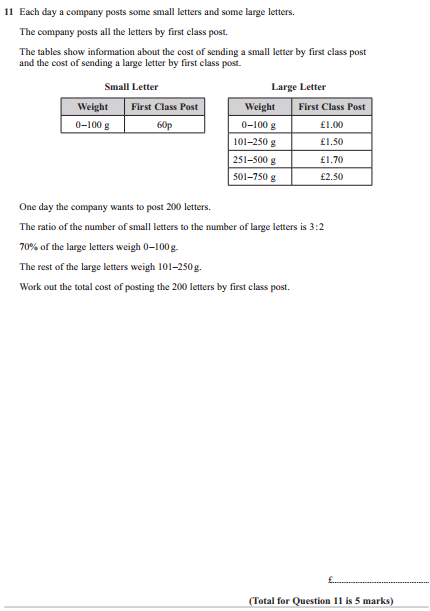 11 Each day a company posts some small letters and some large letters.
The company posts all the letters by first class post.
The tables show information about the cost of sending a small letter by first class post
and the cost of sending a large letter by first class post.
Small Letter
Weight First Class Post
0–100 g 60p
Large Letter
Weight First Class Post
0–100 g £1.00
101–250 g £1.50
251–500 g £1.70
501–750 g £2.50
One day the company wants to post 200 letters.
The ratio of the number of small letters to the number of large letters is 3:2
70% of the large letters weigh 0–100 g.
The rest of the large letters weigh 101–250 g.
Work out the total cost of posting the 200 letters by first class post.
£..............................
(Total for Question 11 is 5 marks)